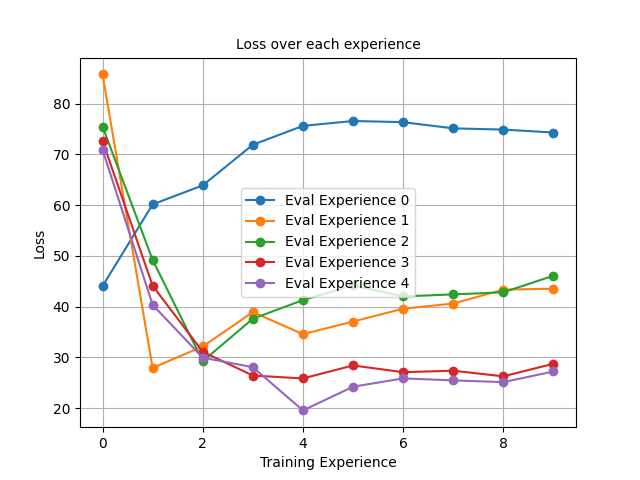 Loss over each experience
80
70
60
50
40
30
20
Loss
Eval Experience 0
Eval Experience 1
Eval Experience 2
Eval Experience 3
Eval Experience 4
0 2 4 6 8
Training Experience